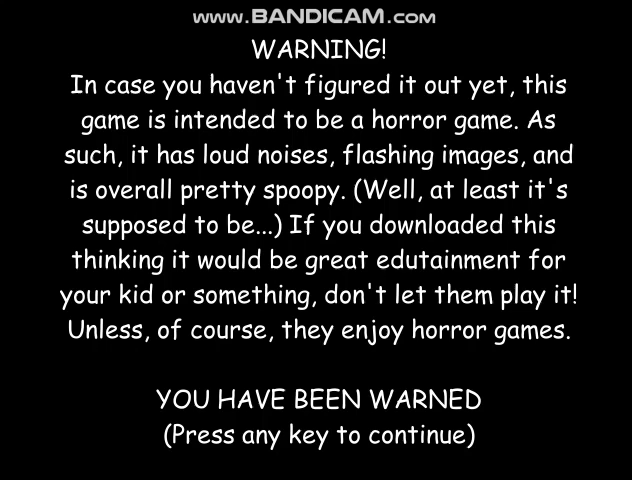 www.BANDICAM.com
WARNING!
In case you haven't figured it out yet, this
game is intended to be a horror game. As
such, it has loud noises, flashing images, and
is overall pretty spoopy. (Well, at least it's
supposed to be...) If you downloaded this
thinking it would be great edutainment for
your kid or something, don't let them play it!
Unless, of course, they enjoy horror games.
YOU HAVE BEEN WARNED
(Press any key to continue)